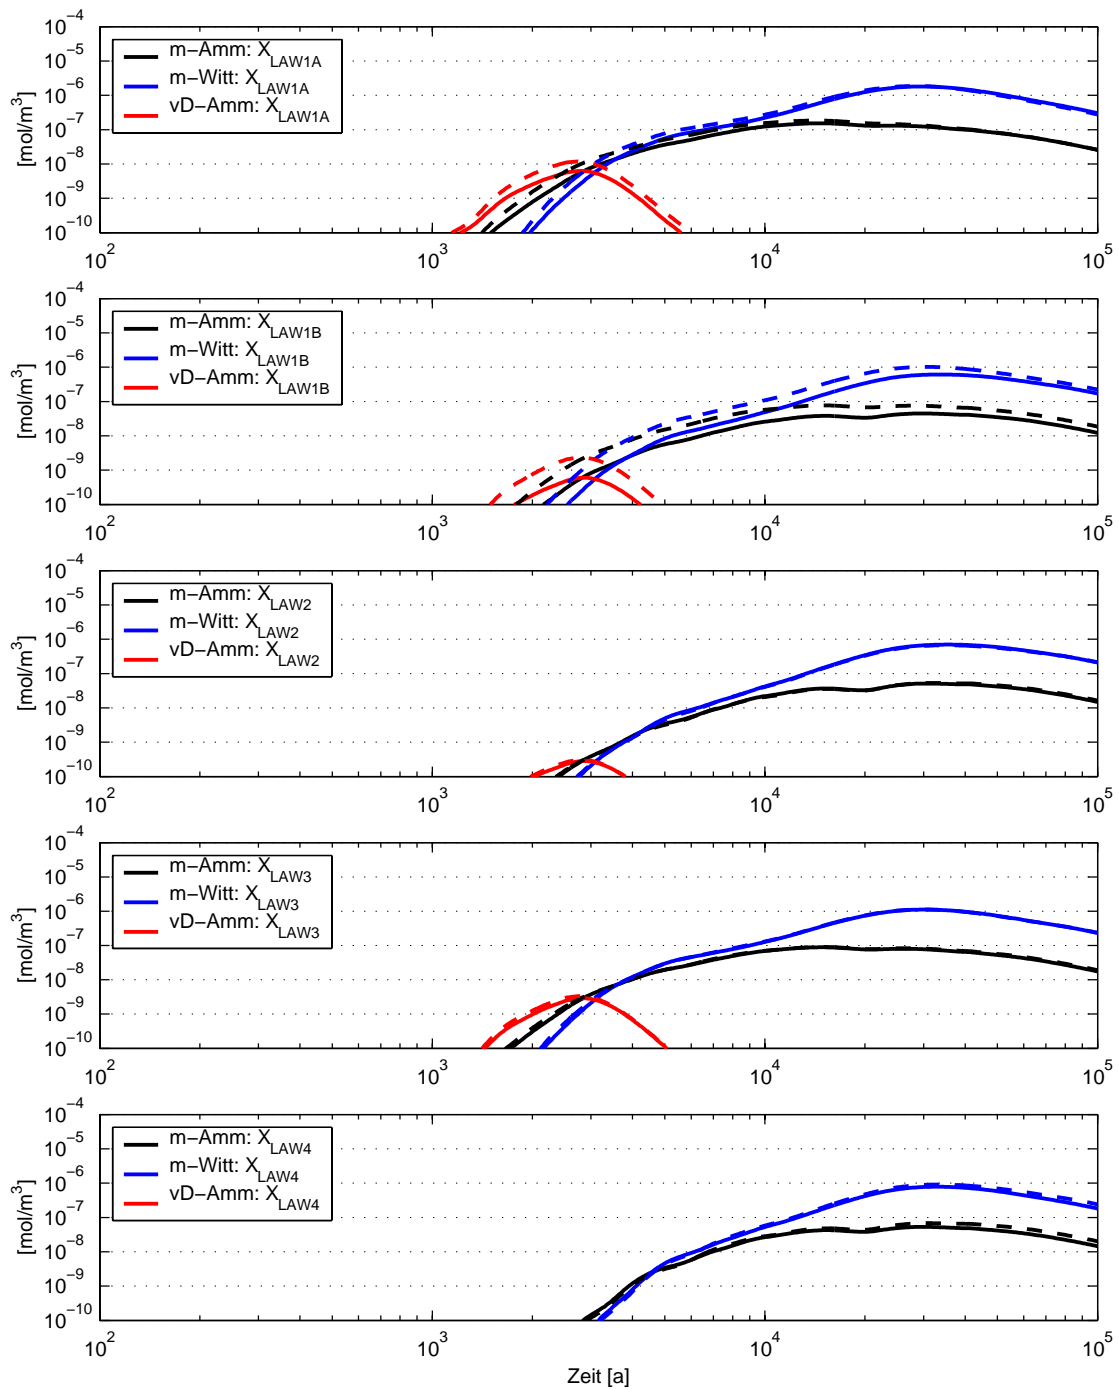 10^-4
10^-5
10^-6
10^-7
10^-8
10^-9
10^-10
[mol/m^3]
m-Amm: X_LAW1A
m-Witt: X_LAW1A
vD-Amm: X_LAW1A
10^2 10^3 10^4 10^5
10^-4
10^-5
10^-6
10^-7
10^-8
10^-9
10^-10
[mol/m^3]
m-Amm: X_LAW1B
m-Witt: X_LAW1B
vD-Amm: X_LAW1B
10^2 10^3 10^4 10^5
10^-4
10^-5
10^-6
10^-7
10^-8
10^-9
10^-10
[mol/m^3]
m-Amm: X_LAW2
m-Witt: X_LAW2
vD-Amm: X_LAW2
10^2 10^3 10^4 10^5
10^-4
10^-5
10^-6
10^-7
10^-8
10^-9
10^-10
[mol/m^3]
m-Amm: X_LAW3
m-Witt: X_LAW3
vD-Amm: X_LAW3
10^2 10^3 10^4 10^5
10^-4
10^-5
10^-6
10^-7
10^-8
10^-9
10^-10
[mol/m^3]
m-Amm: X_LAW4
m-Witt: X_LAW4
vD-Amm: X_LAW4
10^2 10^3 10^4 10^5
Zeit [a]